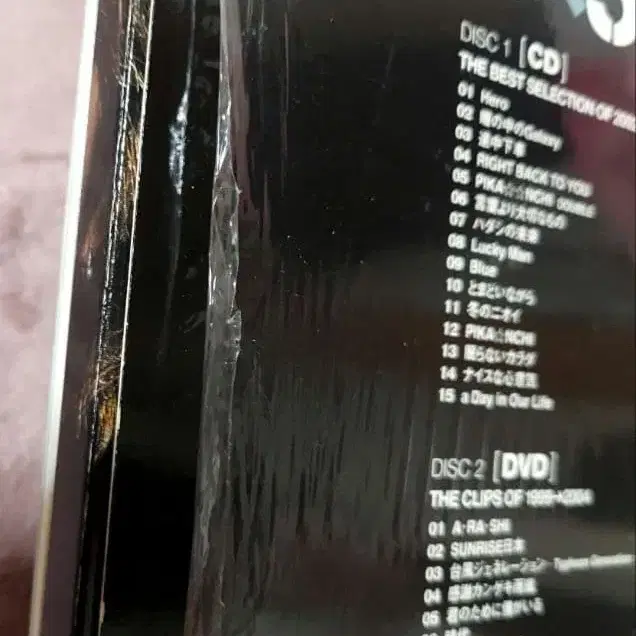 5
DISC 1 [CD]
THE BEST SELECTION OF 200
01 Hero
02 瞳の中のGalaxy
03 途中下車
04 RIGHT BACK TO YOU
05 PIKA☆☆NCHI DOUBLE
06 言葉より大切なもの
07 ハダシの未来
08 Lucky Man
09 Blue
10 とまどいながら
11 冬のニオイ
12 PIKA☆NCHI
13 眠らないカラダ
14 ナイスな心意気
15 a Day in Our Life
DISC 2 [DVD]
THE CLIPS OF 1999→2004
01 A・RA・SHI
02 SUNRISE日本
03 台風ジェネレーション -Typhoon Generation-
04 感謝カンゲキ雨嵐
05 君のために僕がいる